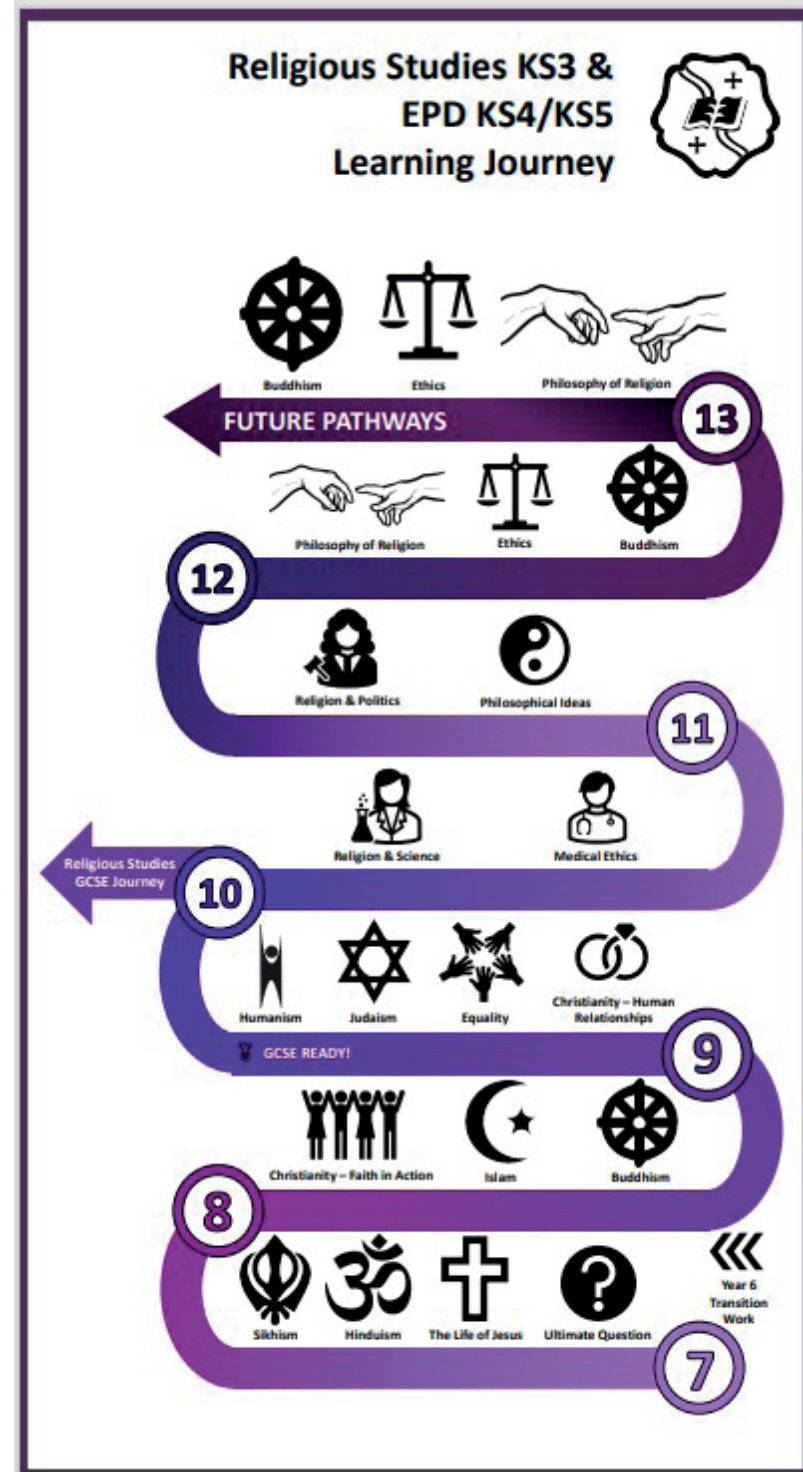 Religious Studies KS3 &
EPD KS4/KS5
Learning Journey
Buddhism
Ethics
Philosophy of Religion
FUTURE PATHWAYS
13
Philosophy of Religion
Ethics
Buddhism
12
Religion & Politics
Philosophical Ideas
11
Religion & Science
Medical Ethics
Religious Studies
GCSE Journey
10
Humanism
Judaism
Equality
Christianity – Human
Relationships
GCSE READY!
9
Christianity – Faith in Action
Islam
Buddhism
8
Sikhism
Hinduism
The Life of Jesus
Ultimate Question
Year 6
Transition
Work
7